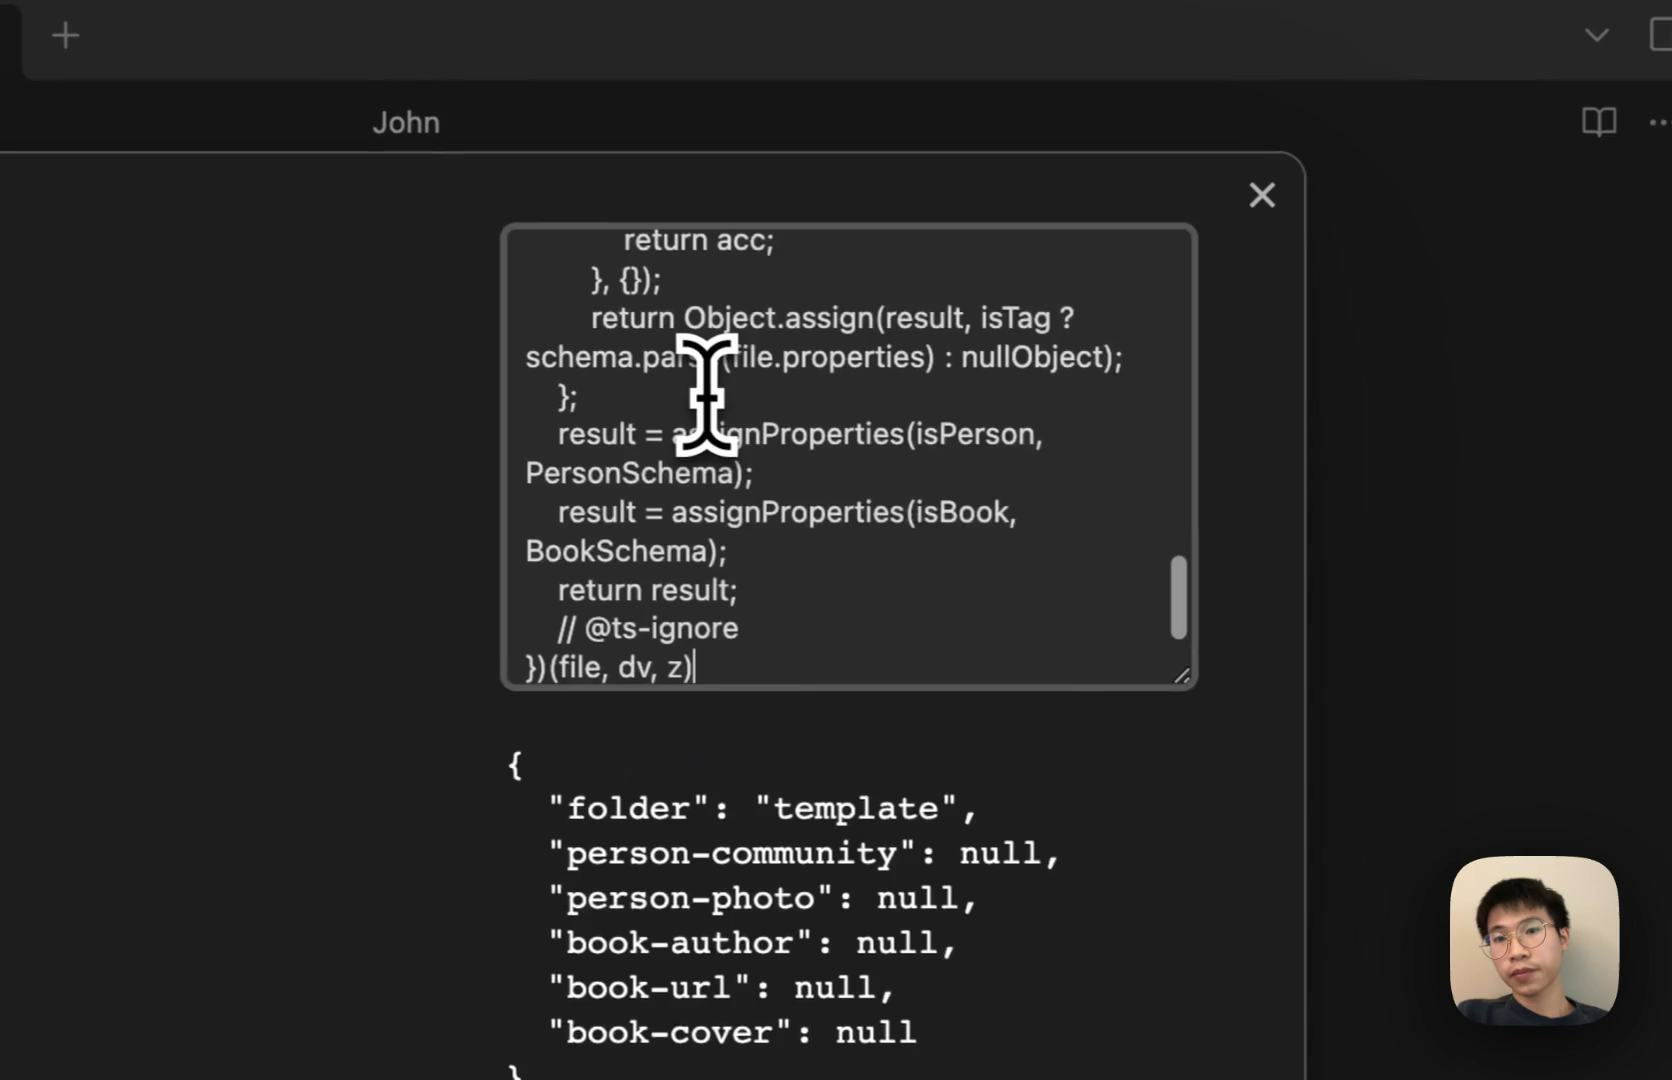 John
return acc;
}, {});
return Object.assign(result, isTag ?
schema.pars (file.properties) : nullObject);
};
result = assignProperties(isPerson,
PersonSchema);
result = assignProperties(isBook,
BookSchema);
return result;
// @ts-ignore
})(file, dv, z)
{
"folder": "template",
"person-community": null,
"person-photo": null,
"book-author": null,
"book-url": null,
"book-cover": null
}